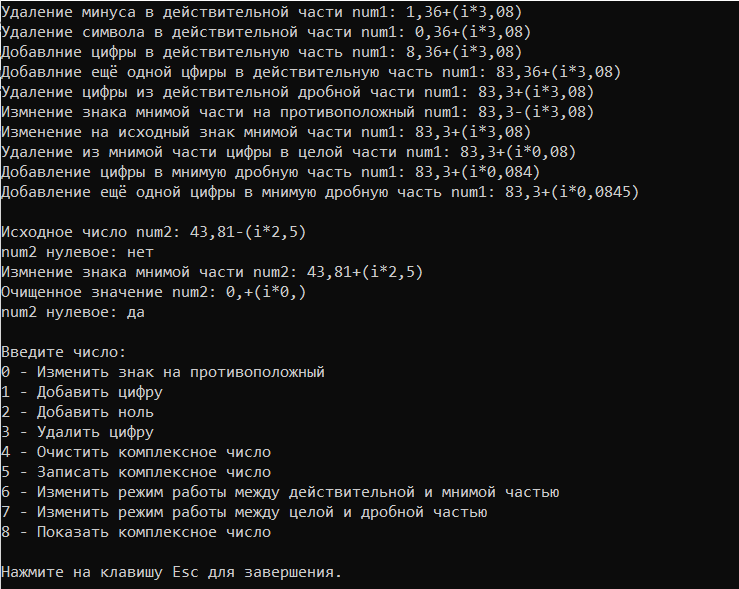 Удаление минуса в действительной части num1: 1,36+(i*3,08)
Удаление символа в действительной части num1: 0,36+(i*3,08)
Добавлние цифры в действительную часть num1: 8,36+(i*3,08)
Добавлние ещё одной цфиры в действительную часть num1: 83,36+(i*3,08)
Удаление цифры из действительной дробной части num1: 83,3+(i*3,08)
Измнение знака мнимой части на противоположный num1: 83,3-(i*3,08)
Изменение на исходный знак мнимой части num1: 83,3+(i*3,08)
Удаление из мнимой части цифры в целой части num1: 83,3+(i*0,08)
Добавление цифры в мнимую дробную часть num1: 83,3+(i*0,084)
Добавление ещё одной цифры в мнимую дробную часть num1: 83,3+(i*0,0845)
Исходное число num2: 43,81-(i*2,5)
num2 нулевое: нет
Измнение знака мнимой части num2: 43,81+(i*2,5)
Очищенное значение num2: 0,+(i*0,)
num2 нулевое: да
Введите число:
0 - Изменить знак на противоположный
1 - Добавить цифру
2 - Добавить ноль
3 - Удалить цифру
4 - Очистить комплексное число
5 - Записать комплексное число
6 - Изменить режим работы между действительной и мнимой частью
7 - Изменить режим работы между целой и дробной частью
8 - Показать комплексное число
Нажмите на клавишу Esc для завершения.